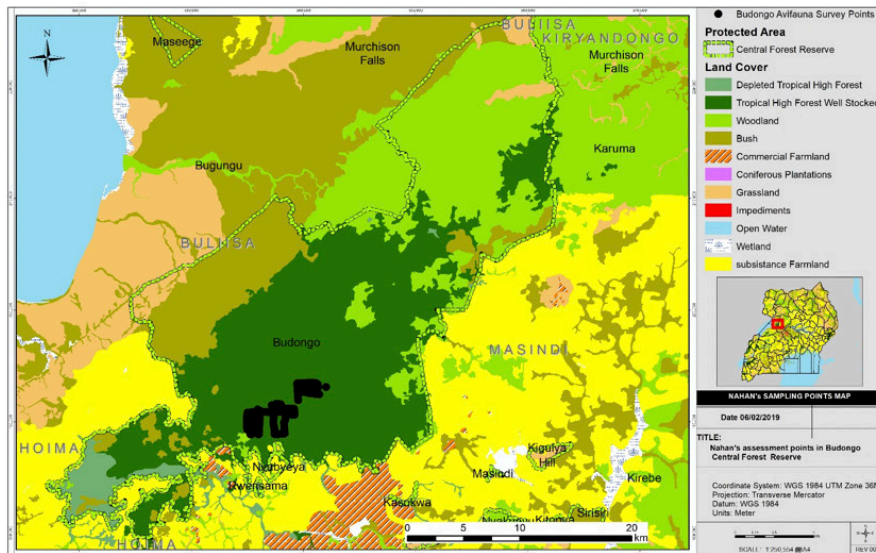 BULIISA
KIRYANDONGO
Maseege
Murchison
Falls
Murchison
Falls
N
Karuma
Bugungu
BULIISA
Budongo
MASINDI
HOIMA
Nyabyeya
Rwensama
Kasokwa
Masindi
Kigulya
Hill
Kirebe
Sirisiri
HOIMA
0 5 10 20
km
Budongo Avifauna Survey Points
Protected Area
Central Forest Reserve
Land Cover
Depleted Tropical High Forest
Tropical High Forest Well Stocked
Woodland
Bush
Commercial Farmland
Coniferous Plantations
Grassland
Impediments
Open Water
Wetland
subsistance Farmland
NAHAN's SAMPLING POINTS MAP
Date 06/02/2019
TITLE:
Nahan's assessment points in Budongo
Central Forest Reserve
Coordinate System: WGS 1984 UTM Zone 36N
Projection: Transverse Mercator
Datum: WGS 1984
Units: Meter